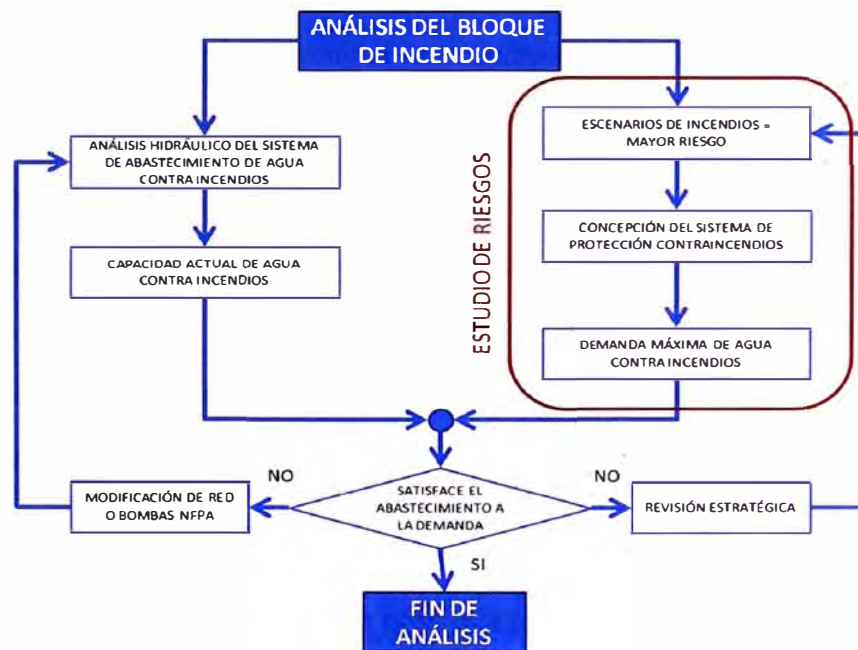 ANÁLISIS DEL BLOQUE
DE INCENDIO
ANÁLISIS HIDRÁULICO DEL SISTEMA
DE ABASTECIMIENTO DE AGUA
CONTRA INCENDIOS
CAPACIDAD ACTUAL DE AGUA
CONTRA INCENDIOS
ESTUDIO DE RIESGOS
ESCENARIOS DE INCENDIOS =
MAYOR RIESGO
CONCEPCIÓN DEL SISTEMA DE
PROTECCIÓN CONTRAINCENDIOS
DEMANDA MÁXIMA DE AGUA
CONTRA INCENDIOS
NO
NO
MODIFICACIÓN DE RED
O BOMBAS NFPA
SATISFACE EL
ABASTECIMIENTO A
LA DEMANDA
REVISIÓN ESTRATÉGICA
SI
FIN DE
ANÁLISIS